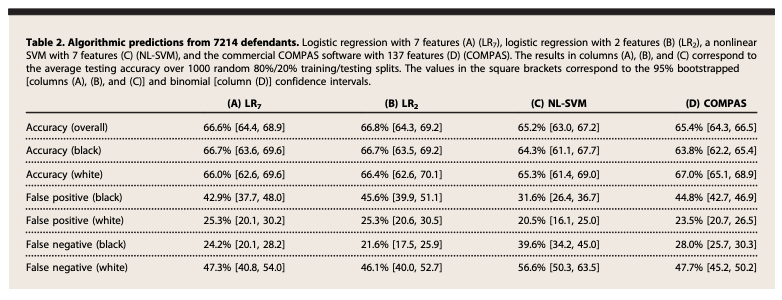 Table 2. Algorithmic predictions from 7214 defendants. Logistic regression with 7 features (A) (LR7), logistic regression with 2 features (B) (LR2), a nonlinear
SVM with 7 features (C) (NL-SVM), and the commercial COMPAS software with 137 features (D) (COMPAS). The results in columns (A), (B), and (C) correspond to
the average testing accuracy over 1000 random 80%/20% training/testing splits. The values in the square brackets correspond to the 95% bootstrapped
[columns (A), (B), and (C)] and binomial [column (D)] confidence intervals.
(A) LR7 (B) LR2 (C) NL-SVM (D) COMPAS
Accuracy (overall) 66.6% [64.4, 68.9] 66.8% [64.3, 69.2] 65.2% [63.0, 67.2] 65.4% [64.3, 66.5]
Accuracy (black) 66.7% [63.6, 69.6] 66.7% [63.5, 69.2] 64.3% [61.1, 67.7] 63.8% [62.2, 65.4]
Accuracy (white) 66.0% [62.6, 69.6] 66.4% [62.6, 70.1] 65.3% [61.4, 69.0] 67.0% [65.1, 68.9]
False positive (black) 42.9% [37.7, 48.0] 45.6% [39.9, 51.1] 31.6% [26.4, 36.7] 44.8% [42.7, 46.9]
False positive (white) 25.3% [20.1, 30.2] 25.3% [20.6, 30.5] 20.5% [16.1, 25.0] 23.5% [20.7, 26.5]
False negative (black) 24.2% [20.1, 28.2] 21.6% [17.5, 25.9] 39.6% [34.2, 45.0] 28.0% [25.7, 30.3]
False negative (white) 47.3% [40.8, 54.0] 46.1% [40.0, 52.7] 56.6% [50.3, 63.5] 47.7% [45.2, 50.2]